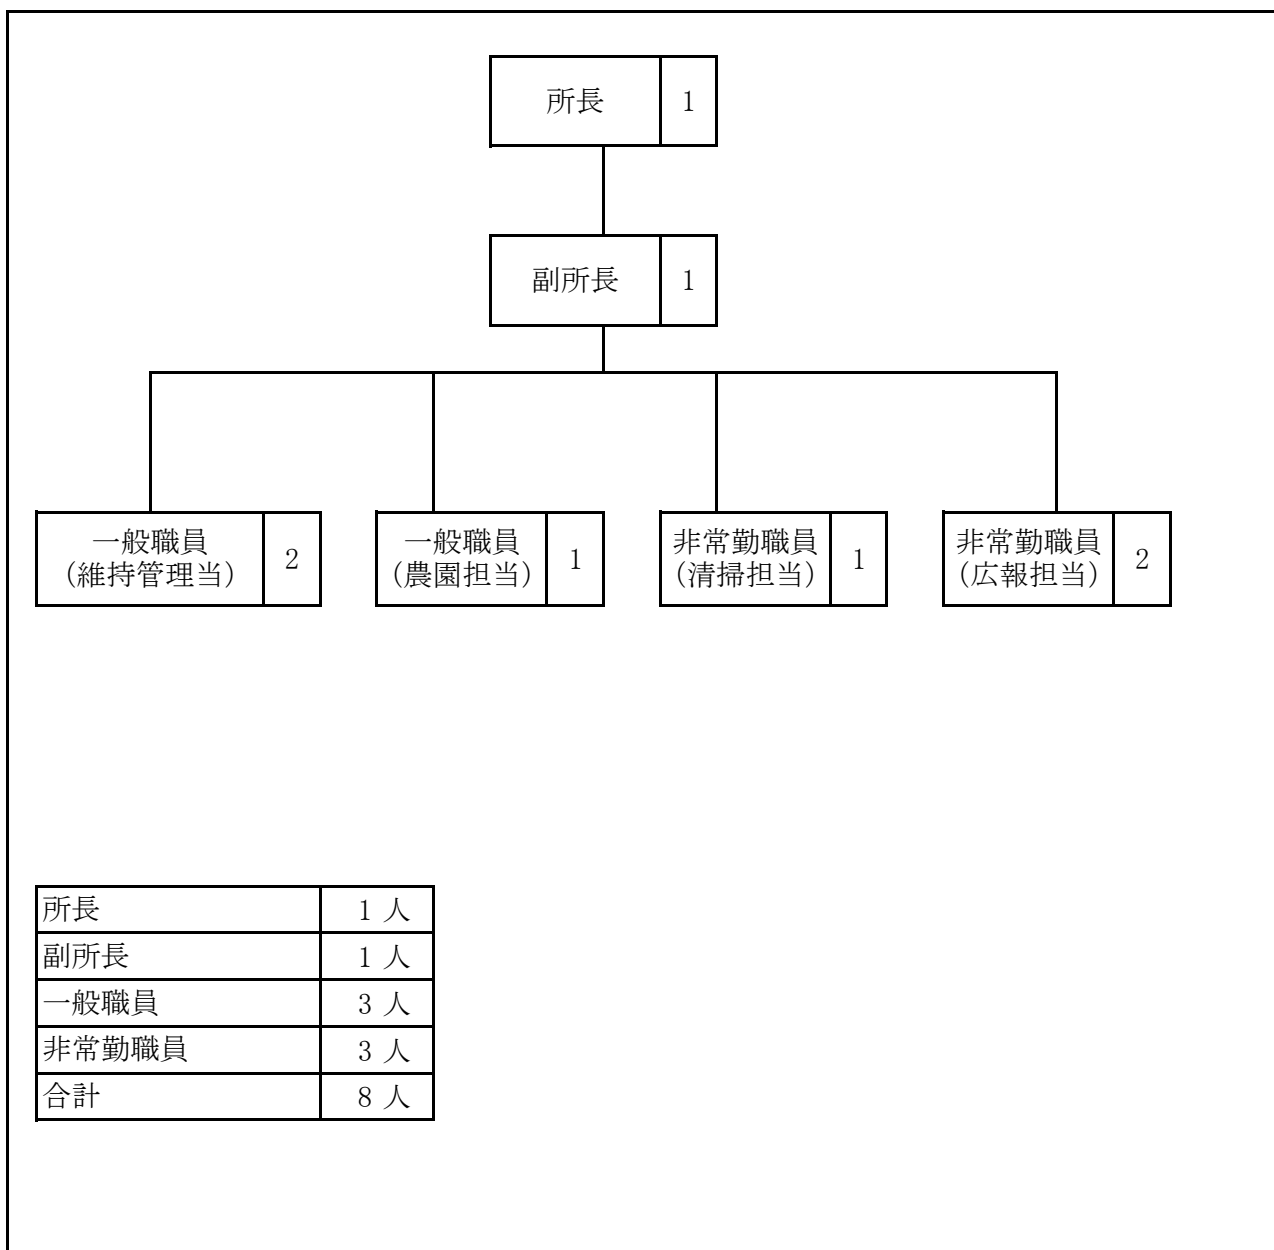 所長 1
副所長 1
一般職員
(維持管理当) 2
一般職員
(農園担当) 1
非常勤職員
(清掃担当) 1
非常勤職員
(広報担当) 2
所長 1 人
副所長 1 人
一般職員 3 人
非常勤職員 3 人
合計 8 人